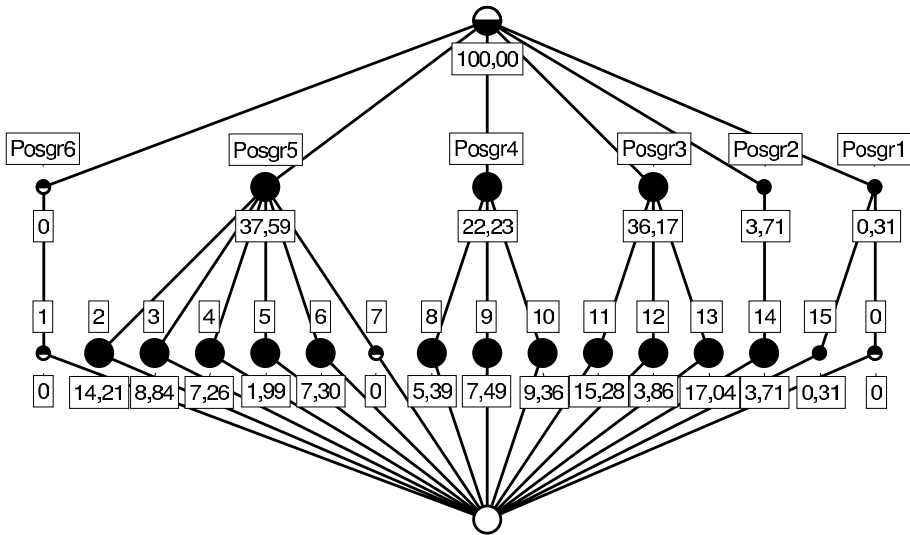 100,00
Posgr6 Posgr5 Posgr4 Posgr3 Posgr2 Posgr1
0 37,59 22,23 36,17 3,71 0,31
1 2 3 4 5 6 7 8 9 10 11 12 13 14 15 0
0 14,21 8,84 7,26 1,99 7,30 0 5,39 7,49 9,36 15,28 3,86 17,04 3,71 0,31 0